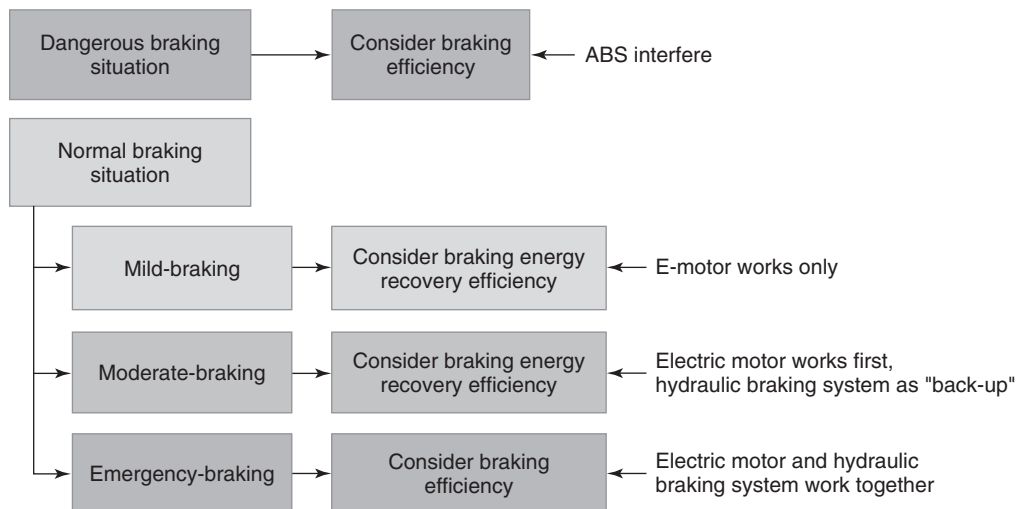 Dangerous braking
situation
Consider braking
efficiency
ABS interfere
Normal braking
situation
Mild-braking
Consider braking energy
recovery efficiency
E-motor works only
Moderate-braking
Consider braking energy
recovery efficiency
Electric motor works first,
hydraulic braking system as "back-up"
Emergency-braking
Consider braking
efficiency
Electric motor and hydraulic
braking system work together